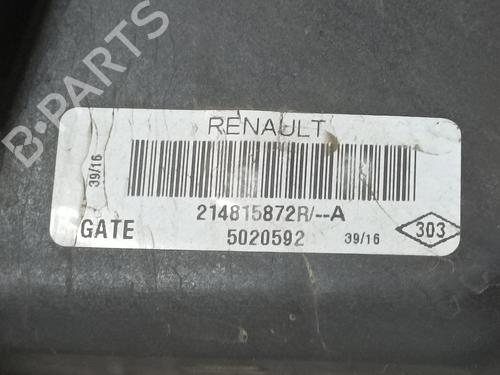 B-PARTS
RENAULT
39/16
214815872R/--A
GATE
5020592
39/16
303